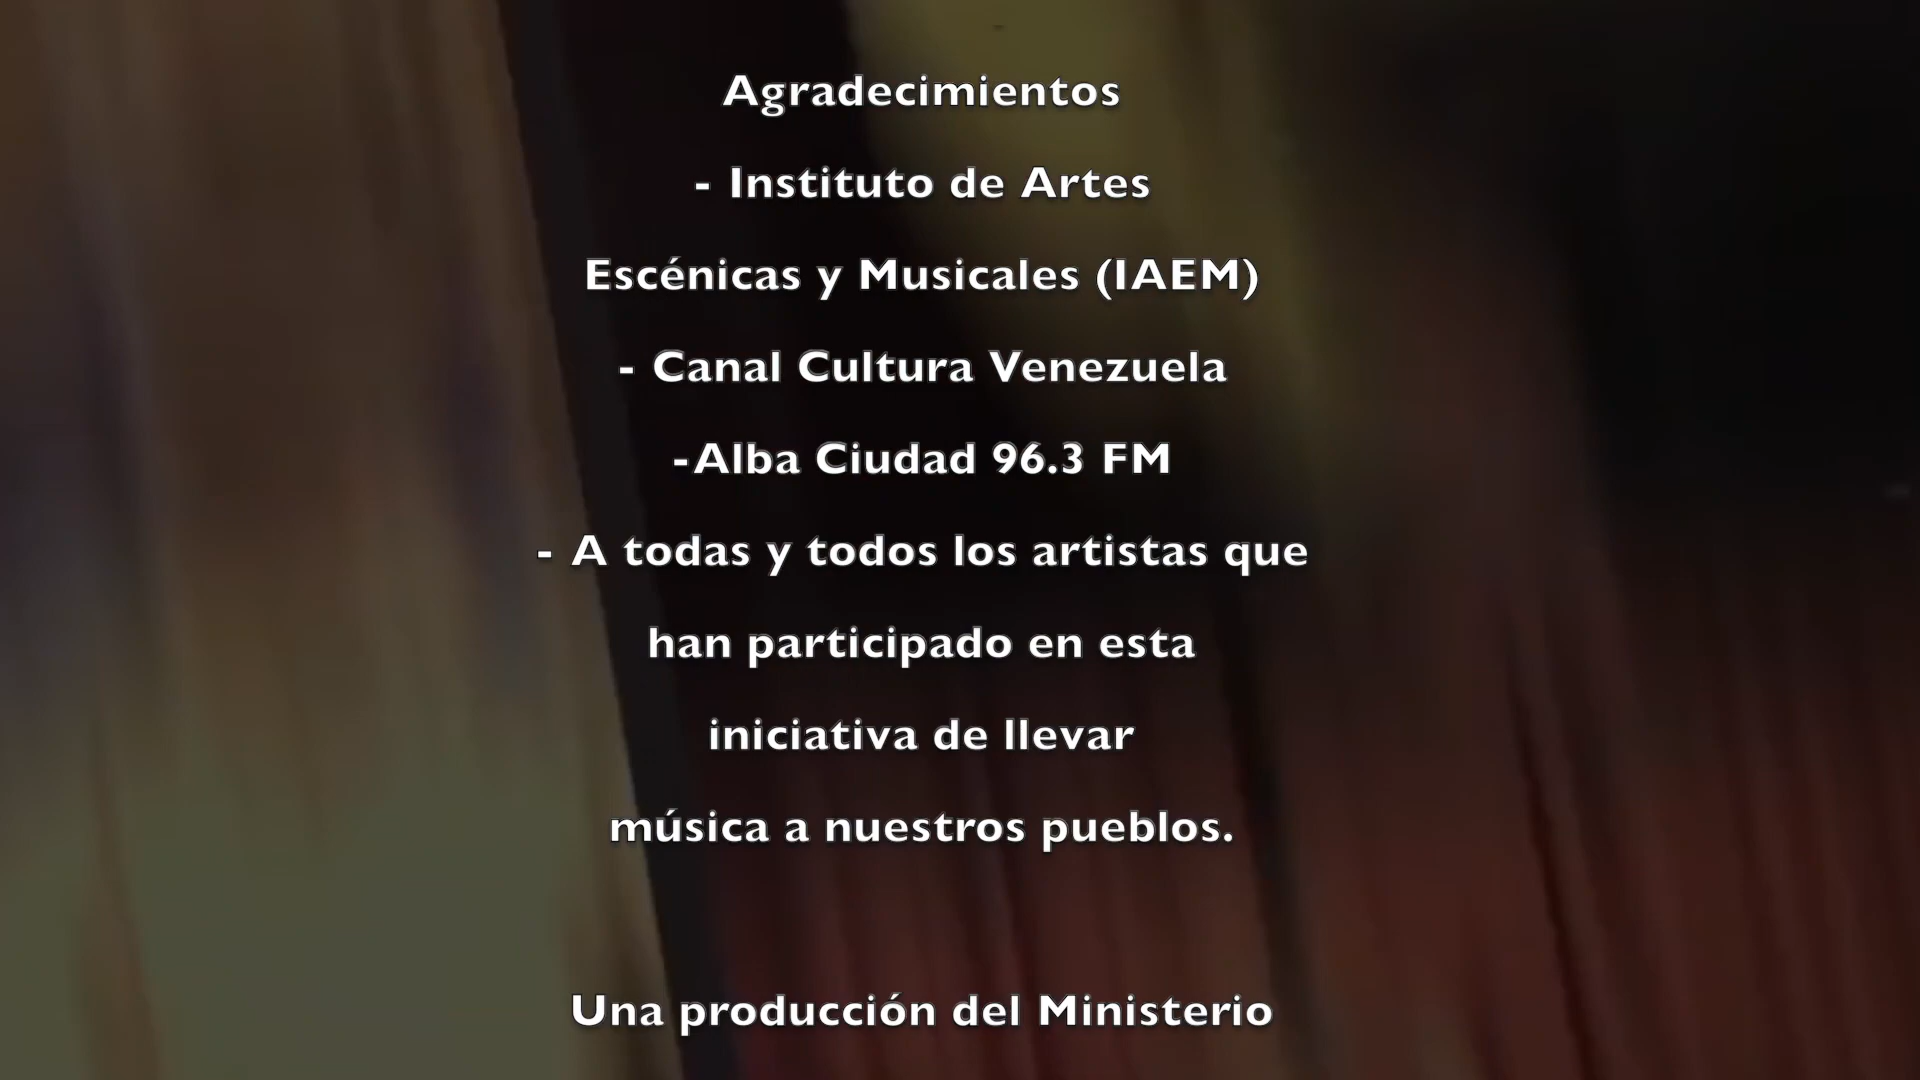 Agradecimientos
- Instituto de Artes
Escénicas y Musicales (IAEM)
- Canal Cultura Venezuela
-Alba Ciudad 96.3 FM
- A todas y todos los artistas que
han participado en esta
iniciativa de llevar
música a nuestros pueblos.
Una producción del Ministerio